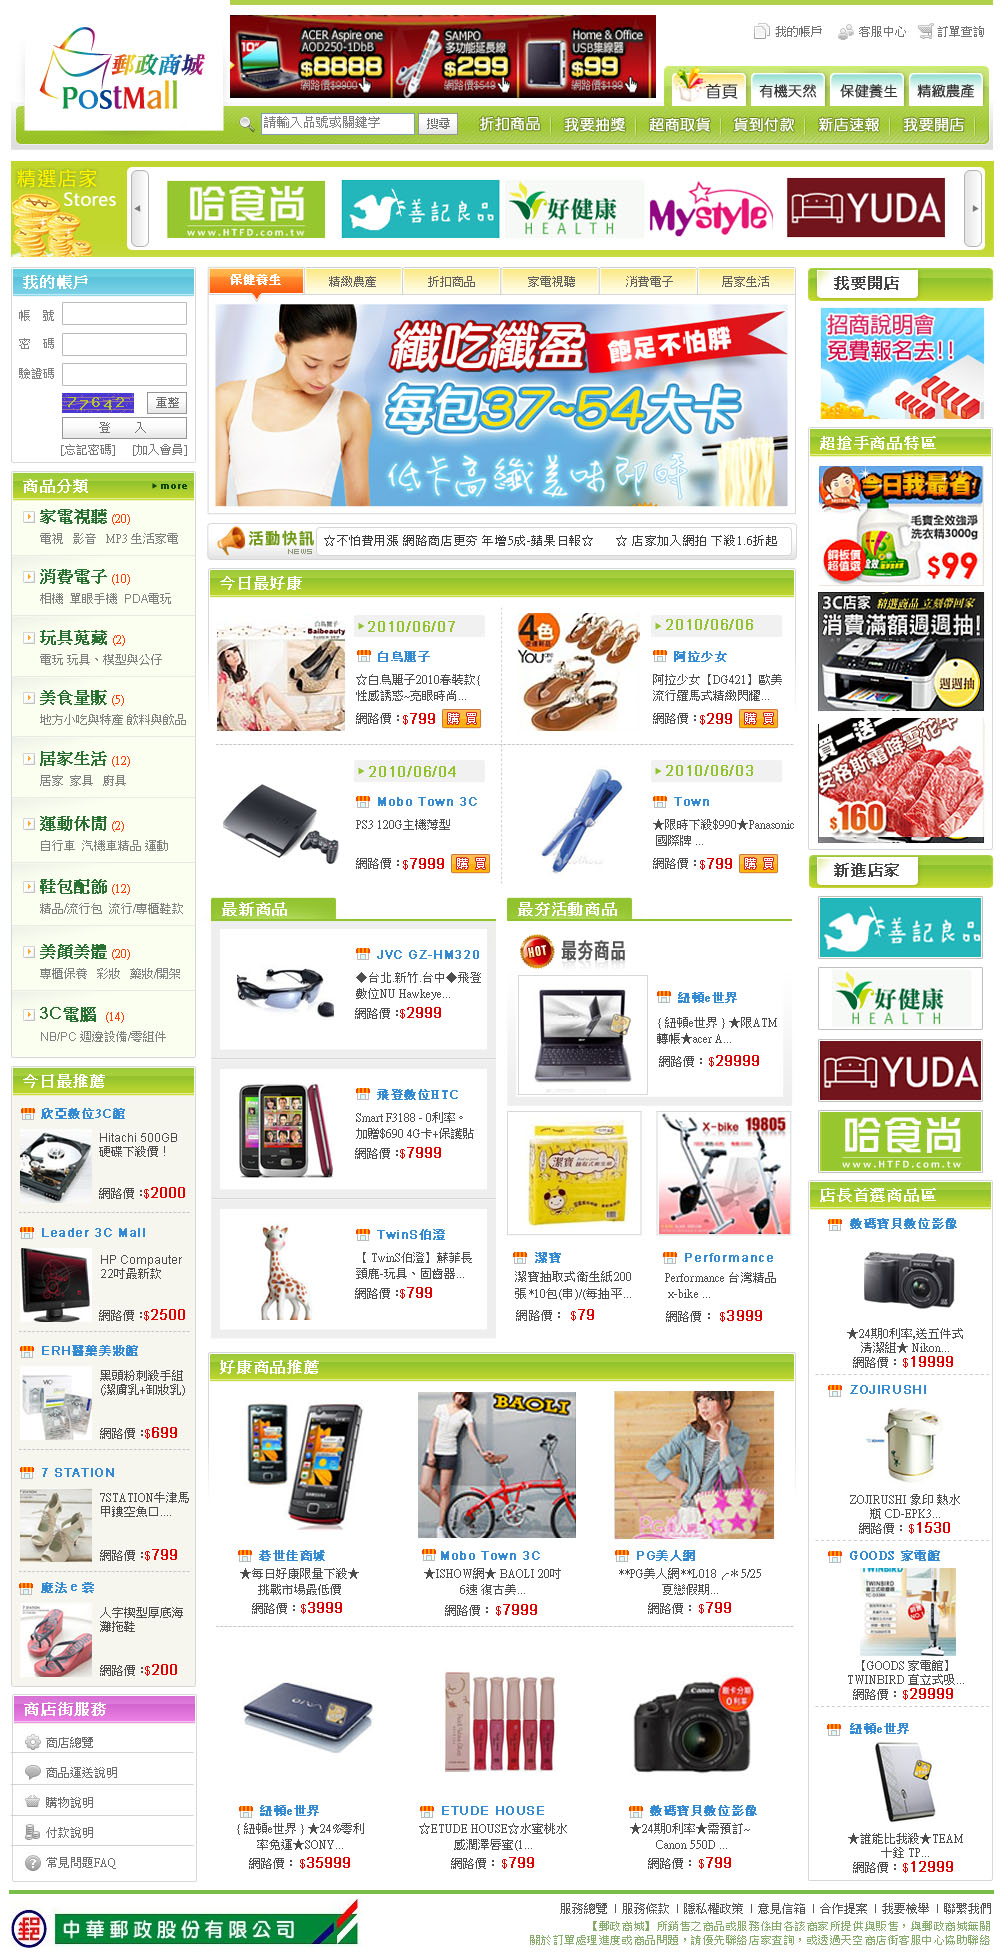 郵政商城
PostMall
ACER Aspire one
AOD250-1DbB
$8888
網路價$9900
SAMPO
多功能延長線
$299
網路價$549
Home & Office
USB集線器
$99
網路價$199
我的帳戶
客服中心
訂單查詢
首頁
有機天然
保健養生
精緻農產
請輸入品號或關鍵字
搜尋
折扣商品
我要抽獎
超商取貨
貨到付款
新店速報
我要開店
精選店家
Stores
哈食尚
www.HTFD.com.tw
善記良品
好健康
HEALTH
Mystyle
YUDA
我的帳戶
帳 號
密 碼
驗證碼
77642
重整
登 入
[忘記密碼]
[加入會員]
保健養生
精緻農產
折扣商品
家電視聽
消費電子
居家生活
纖吃纖盈
飽足不怕胖
每包37~54大卡
低卡高纖美味即時
活動快訊
NEWS
☆不怕費用漲 網路商店更夯 年增5成-蘋果日報☆
☆ 店家加入網拍 下殺1.6折起
我要開店
招商說明會
免費報名去!!
超搶手商品特區
今日我最省!
毛寶全效強淨
洗衣精3000g
銅板價
超值選
$99
3C店家 精選商品 立刻帶回家
消費滿額週週抽!
週週抽
買一送一
安格斯霜降雪花牛
$160
新進店家
善記良品
好健康
HEALTH
YUDA
哈食尚
www.HTFD.com.tw
店長首選商品區
數碼寶貝數位影像
★24期0利率,送五件式
清潔組★ Nikon...
網路價：$19999
ZOJIRUSHI
ZOJIRUSHI 象印 熱水
瓶 CD-EPK3...
網路價：$1530
GOODS 家電館
TWINBIRD
【GOODS 家電館】
TWINBIRD 直立式吸...
網路價：$29999
紐頓e世界
★誰能比我殺★TEAM
十銓 TP...
網路價：$12999
商品分類
more
家電視聽 (20)
電視 影音 MP3 生活家電
消費電子 (10)
相機 單眼手機 PDA電玩
玩具蒐藏 (2)
電玩 玩具、模型與公仔
美食量販 (5)
地方小吃與特產 飲料與飲品
居家生活 (12)
居家 家具 廚具
運動休閒 (2)
自行車 汽機車精品 運動
鞋包配飾 (12)
精品/流行包 流行/專櫃鞋款
美顏美體 (20)
專櫃保養 彩妝 藥妝/開架
3C電腦 (14)
NB/PC 週邊設備/零組件
今日最推薦
欣亞數位3C館
Hitachi 500GB
硬碟下殺價！
網路價：$2000
Leader 3C Mall
HP Compauter
22吋最新款
網路價：$2500
ERH醫藥美妝館
黑頭粉刺殺手組
(潔膚乳+卸妝乳)
網路價：$699
7 STATION
7STATION牛津馬
甲鏤空魚口....
網路價：$799
魔法e裳
人字楔型厚底海
灘拖鞋
網路價：$200
商店街服務
商店總覽
商品運送說明
購物說明
付款說明
常見問題FAQ
今日最好康
白鳥麗子
Baibeauty
2010/06/07
白鳥麗子
☆白鳥麗子2010春裝款{
性感誘惑~亮眼時尚...
網路價：$799
購 買
4色
YOU
2010/06/06
阿拉少女
阿拉少女【DG421】歐美
流行羅馬式精緻閃耀...
網路價：$299
購 買
2010/06/04
Mobo Town 3C
PS3 120G主機薄型
網路價：$7999
購 買
2010/06/03
Town
★限時下殺$990★Panasonic
國際牌 ...
網路價：$799
購 買
最新商品
JVC GZ-HM320
◆台北.新竹.台中◆飛登
數位NU Hawkeye...
網路價：$2999
飛登數位HTC
Smart F3188 - 0利率。
加贈$690 4G卡+保護貼
網路價：$7999
TwinS伯澄
【 TwinS伯澄】蘇菲長
頸鹿-玩具、固齒器...
網路價：$799
最夯活動商品
HOT
最夯商品
紐頓e世界
{ 紐頓e世界 } ★限ATM
轉帳★acer A...
網路價：$29999
潔寶
潔寶
潔寶抽取式衛生紙200
張*10包(串)/(每抽平...
網路價： $79
X-bike 19805
Performance
Performance 台灣精品
x-bike ...
網路價： $3999
好康商品推薦
碁世佳商城
★每日好康限量下殺★
挑戰市場最低價
網路價：$3999
BAOLI
Mobo Town 3C
★ISHOW網★ BAOLI 20吋
6速 復古美...
網路價：$7999
PG美人網
PG美人網
**PG美人網**L018╭＊5/25
夏戀假期...
網路價：$799
VAIO
紐頓e世界
{ 紐頓e世界 } ★24%零利
率免運★SONY...
網路價：$35999
ETUDE HOUSE
☆ETUDE HOUSE☆水蜜桃水
感潤澤唇蜜(1...
網路價：$799
Canon
刷卡分期
0利率
數碼寶貝數位影像
★24期0利率★需預訂~
Canon 550D ...
網路價：$799
郵
中華郵政股份有限公司
服務總覽 | 服務條款 | 隱私權政策 | 意見信箱 | 合作提案 | 我要檢舉 | 聯繫我們
【郵政商城】所銷售之商品或服務係由各該商家所提供與販售，與郵政商城無關
關於訂單處理進度或商品問題，請優先聯絡店家查詢，或透過天空商店街客服中心協助聯絡